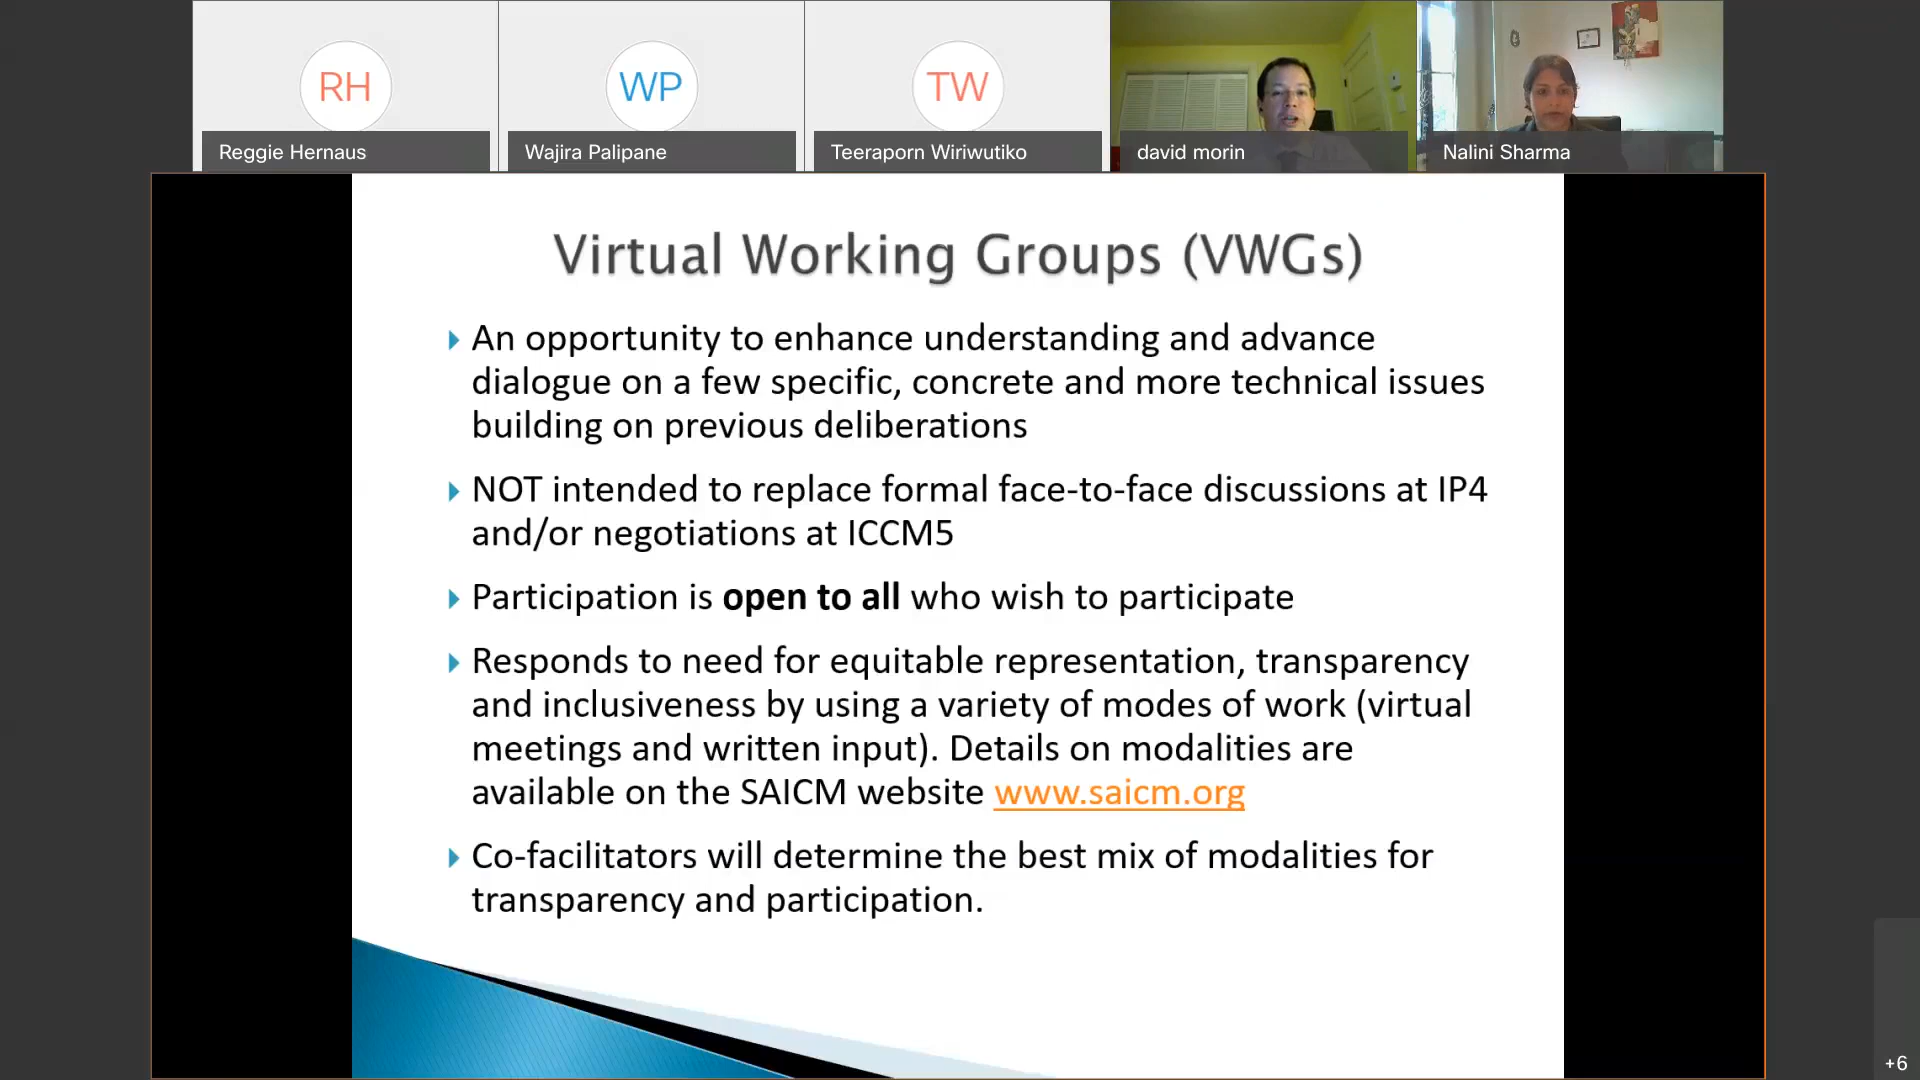 RH
WP
TW
Reggie Hernaus
Wajira Palipane
Teeraporn Wiriwutiko
david morin
Nalini Sharma
Virtual Working Groups (VWGs)
An opportunity to enhance understanding and advance
dialogue on a few specific, concrete and more technical issues
building on previous deliberations
NOT intended to replace formal face-to-face discussions at IP4
and/or negotiations at ICCM5
Participation is open to all who wish to participate
Responds to need for equitable representation, transparency
and inclusiveness by using a variety of modes of work (virtual
meetings and written input). Details on modalities are
available on the SAICM website www.saicm.org
Co-facilitators will determine the best mix of modalities for
transparency and participation.
+6